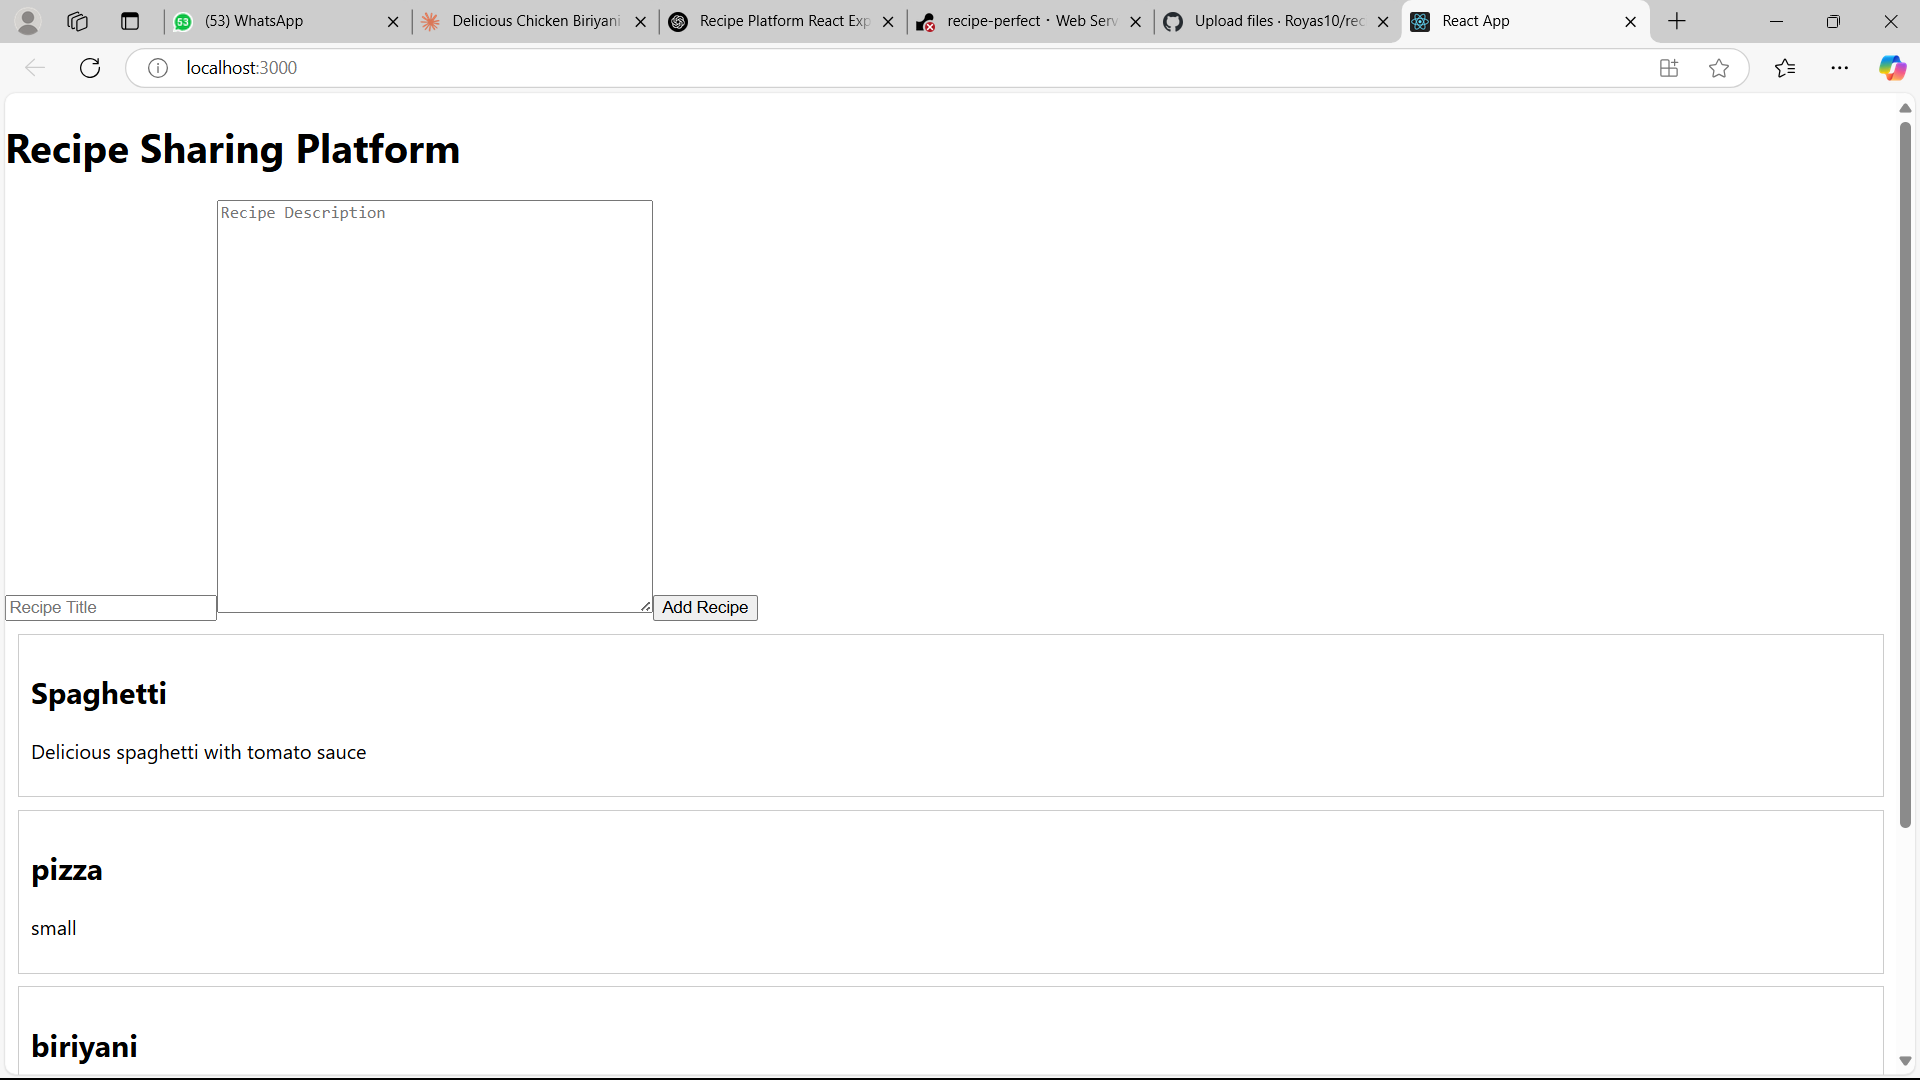 (53) WhatsApp
Delicious Chicken Biriyani
Recipe Platform React Exp
recipe-perfect · Web Serv
Upload files · Royas10/rec
React App
localhost:3000
Recipe Sharing Platform
Recipe Description
Recipe Title
Add Recipe
Spaghetti
Delicious spaghetti with tomato sauce
pizza
small
biriyani